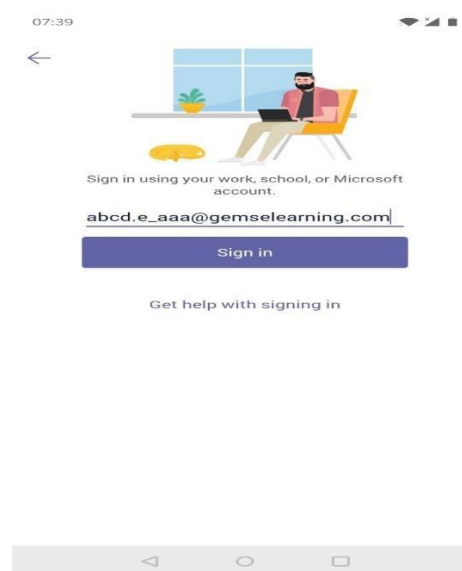 07:39
Sign in using your work, school, or Microsoft
account.
abcd.e_aaa@gemselearning.com
Sign in
Get help with signing in